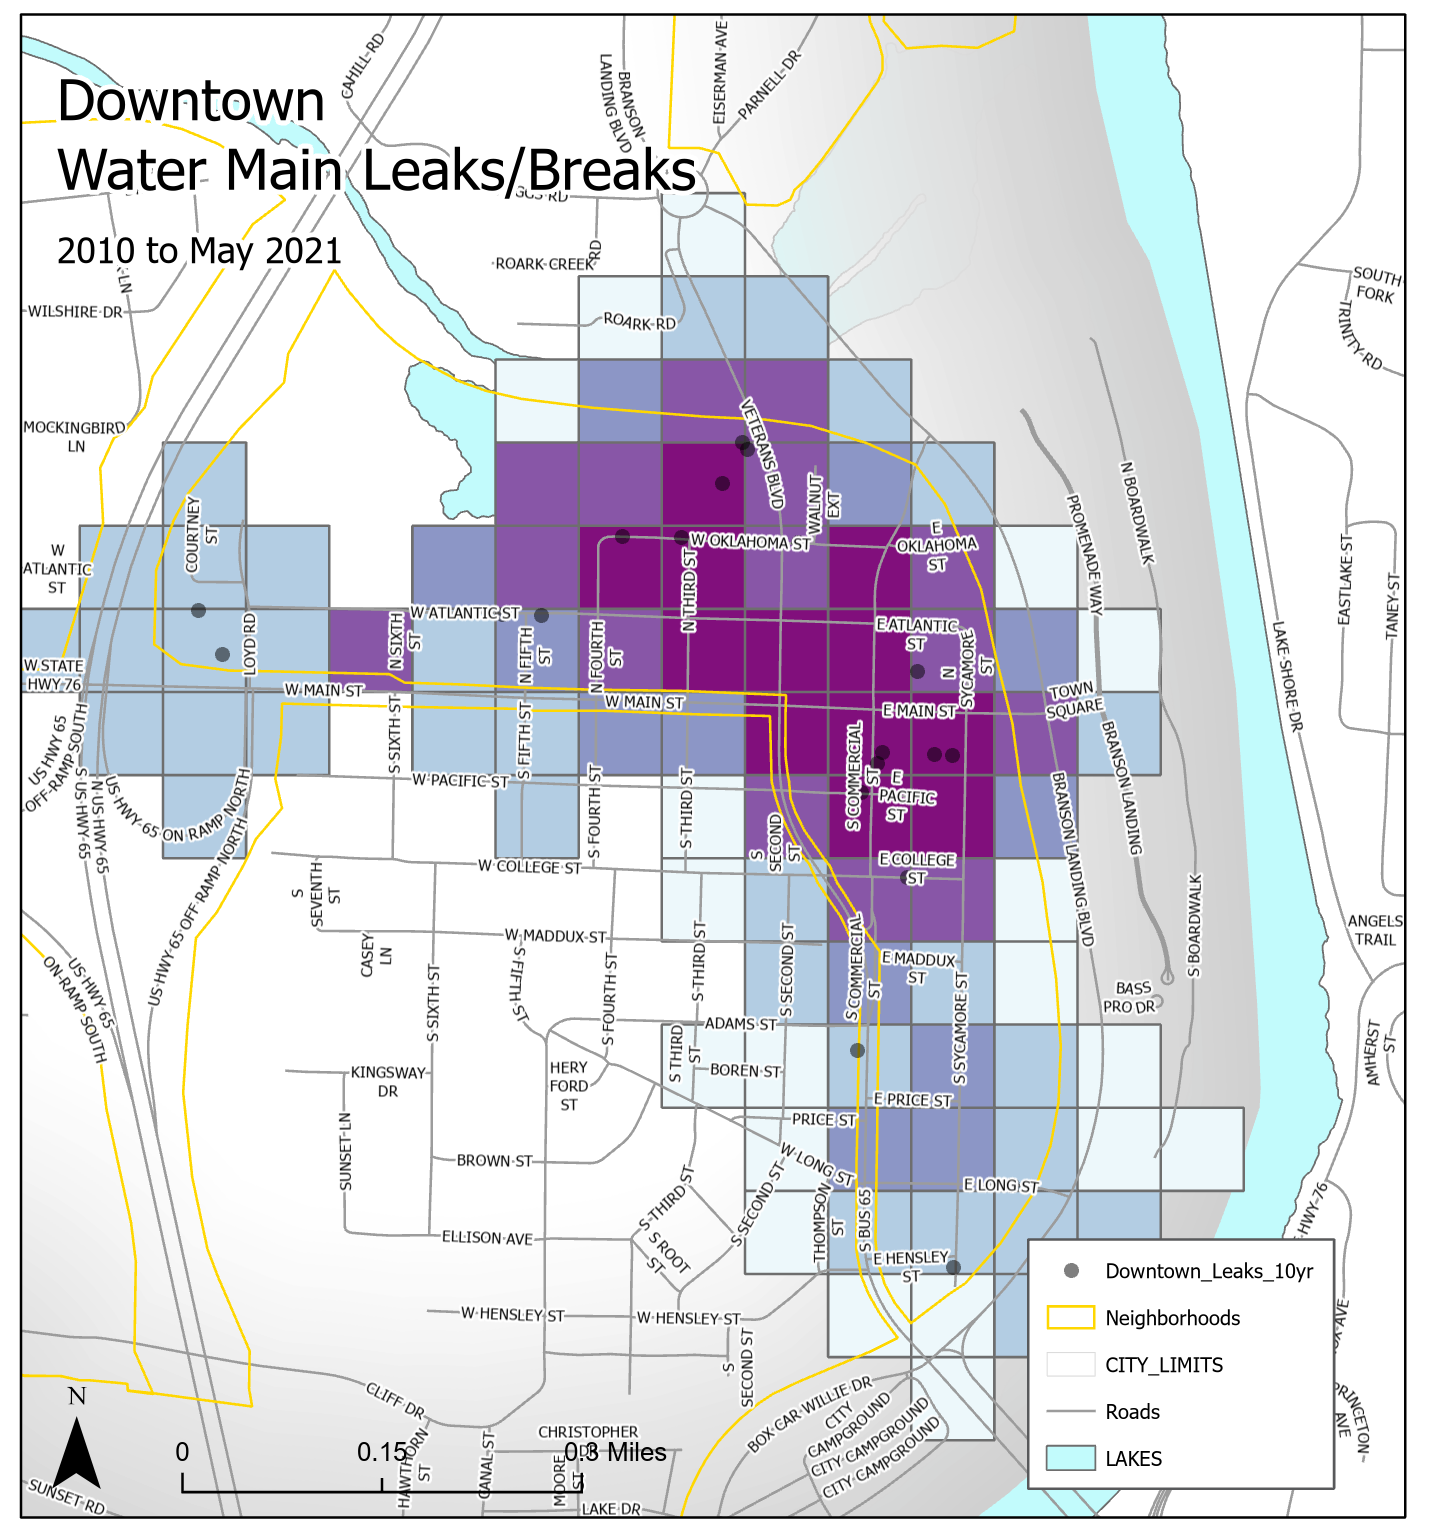 Downtown
Water Main Leaks/Breaks
2010 to May 2021
CAHILL RD
BRANSON
LANDING BLVD
EISERMAN AVE
PARNELL DR
ROARK CREEK
RD
ROARK RD
WILSHIRE DR
LN
MOCKINGBIRD
LN
SOUTH
FORK
TRINITY RD
VETERANS BLVD
WALNUT
EXT
N BOARDWALK
PROMENADE WAY
COURTNEY
ST
W
ATLANTIC
ST
W OKLAHOMA ST
E
OKLAHOMA
ST
EASTLAKE ST
TANEY ST
LAKE SHORE DR
N THIRD ST
W ATLANTIC ST
E ATLANTIC
ST
LOYD RD
N SIXTH
ST
N FIFTH
ST
N FOURTH
ST
N
SYCAMORE
ST
W STATE
HWY 76
W MAIN ST
W MAIN ST
E MAIN ST
TOWN
SQUARE
US HWY 65
OFF RAMP SOUTH
S US HWY 65
N US HWY 65
US HWY 65 ON RAMP NORTH
US HWY 65 OFF RAMP NORTH
S SIXTH ST
S FIFTH ST
W PACIFIC ST
S FOURTH ST
S THIRD ST
S
SECOND
ST
S COMMERCIAL
ST
E
PACIFIC
ST
BRANSON LANDING
BRANSON LANDING BLVD
W COLLEGE ST
E COLLEGE
ST
S
SEVENTH
ST
CASEY
LN
W MADDUX ST
S FIFTH ST
S SIXTH ST
S FOURTH ST
S THIRD ST
S SECOND ST
S COMMERCIAL
ST
E MADDUX
ST
S SYCAMORE ST
S BOARDWALK
ANGELS
TRAIL
BASS
PRO DR
US HWY 65
ON RAMP SOUTH
ADAMS ST
S THIRD
ST
BOREN ST
AMHERST
ST
KINGSWAY
DR
HERY
FORD
ST
SUNSET LN
E PRICE ST
PRICE ST
BROWN ST
W LONG ST
E LONG ST
S THIRD ST
S SECOND ST
THOMPSON
ST
S BUS 65
HWY 76
ELLISON AVE
S ROOT
ST
E HENSLEY
ST
W HENSLEY ST
W HENSLEY ST
S
SECOND ST
CLIFF DR
BOX CAR WILLIE DR
CITY
CAMPGROUND
CITY CAMPGROUND
CITY CAMPGROUND
PRINCETON
AVE
CHRISTOPHER
DR
HAWTHORN
ST
CANAL ST
MOORE
ST
LAKE DR
SUNSET RD
N
0 0.15 0.3 Miles
Downtown_Leaks_10yr
Neighborhoods
CITY_LIMITS
Roads
LAKES